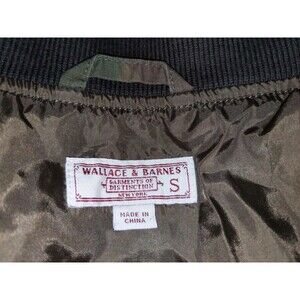 WALLACE & BARNES
GARMENTS OF
DISTINCTION
NEW YORK
S
MADE IN
CHINA